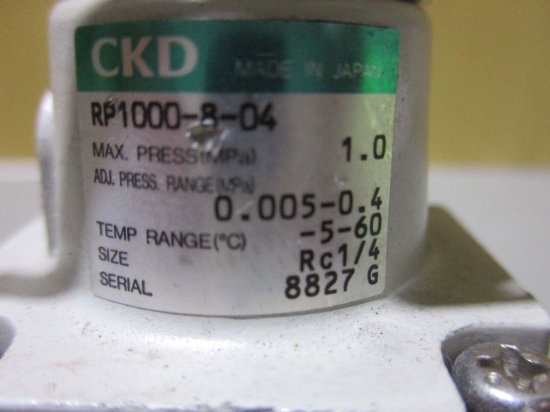 CKD MADE IN JAPAN
RP1000-8-04
MAX. PRESS(MPa) 1.0
ADJ. PRESS. RANGE(MPa)
0.005-0.4
TEMP RANGE(°C) -5-60
SIZE Rc1/4
SERIAL 8827 G